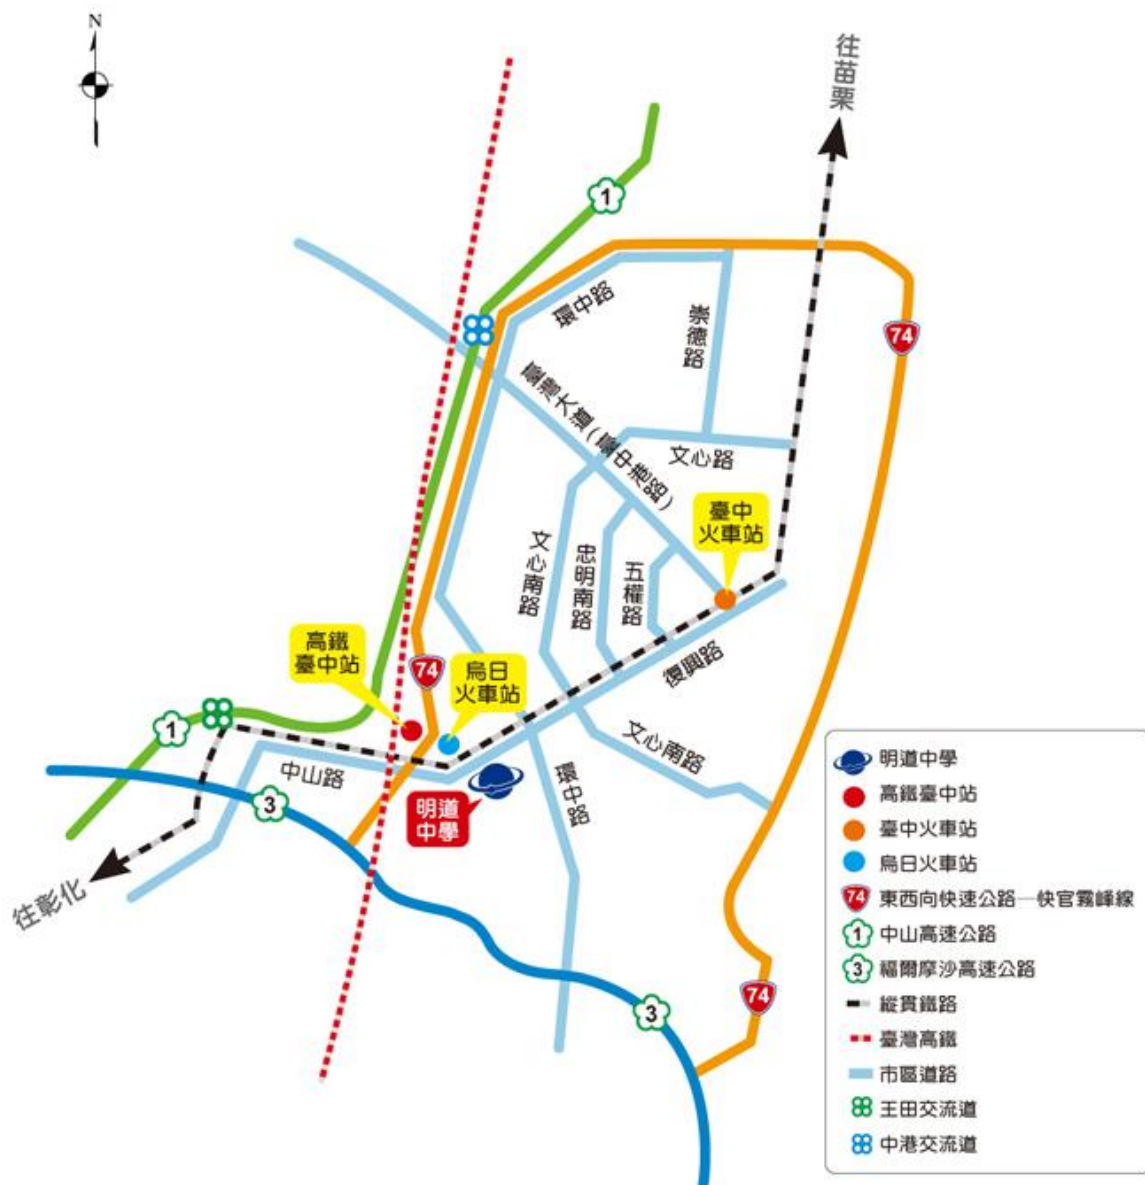 N
往苗栗
1
環中路
崇德路
74
臺灣大道(臺中港路)
文心路
臺中
火車站
文心南路
忠明南路
五權路
高鐵
臺中站
74
烏日
火車站
復興路
1
中山路
3
文心南路
環中路
明道
中學
往彰化
74
3
明道中學
高鐵臺中站
臺中火車站
烏日火車站
74 東西向快速公路─快官霧峰線
1 中山高速公路
3 福爾摩沙高速公路
縱貫鐵路
臺灣高鐵
市區道路
王田交流道
中港交流道